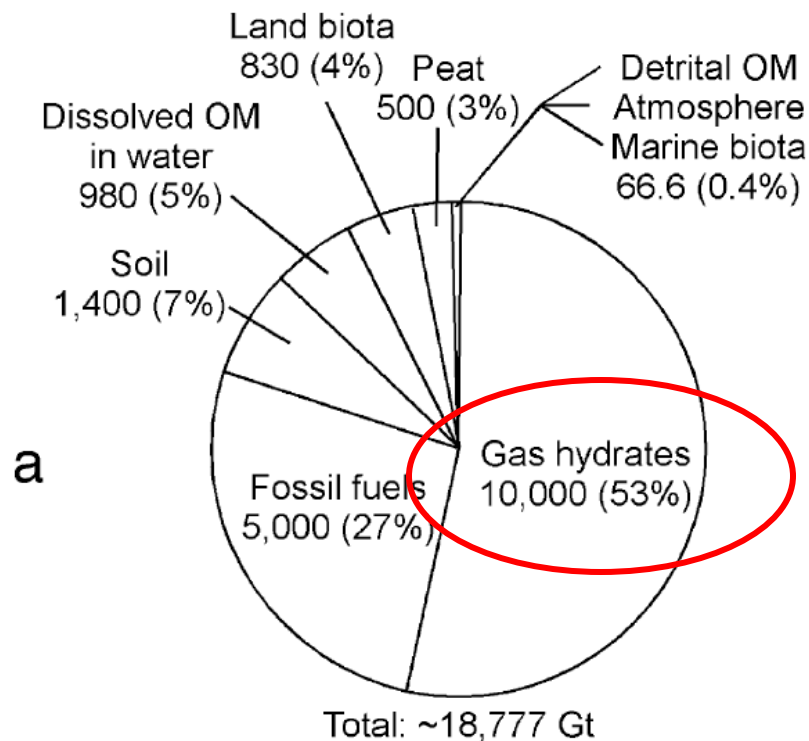 Land biota
830 (4%)
Peat
500 (3%)
Detrital OM
Atmosphere
Marine biota
66.6 (0.4%)
Dissolved OM
in water
980 (5%)
Soil
1,400 (7%)
a
Fossil fuels
5,000 (27%)
Gas hydrates
10,000 (53%)
Total: ~18,777 Gt